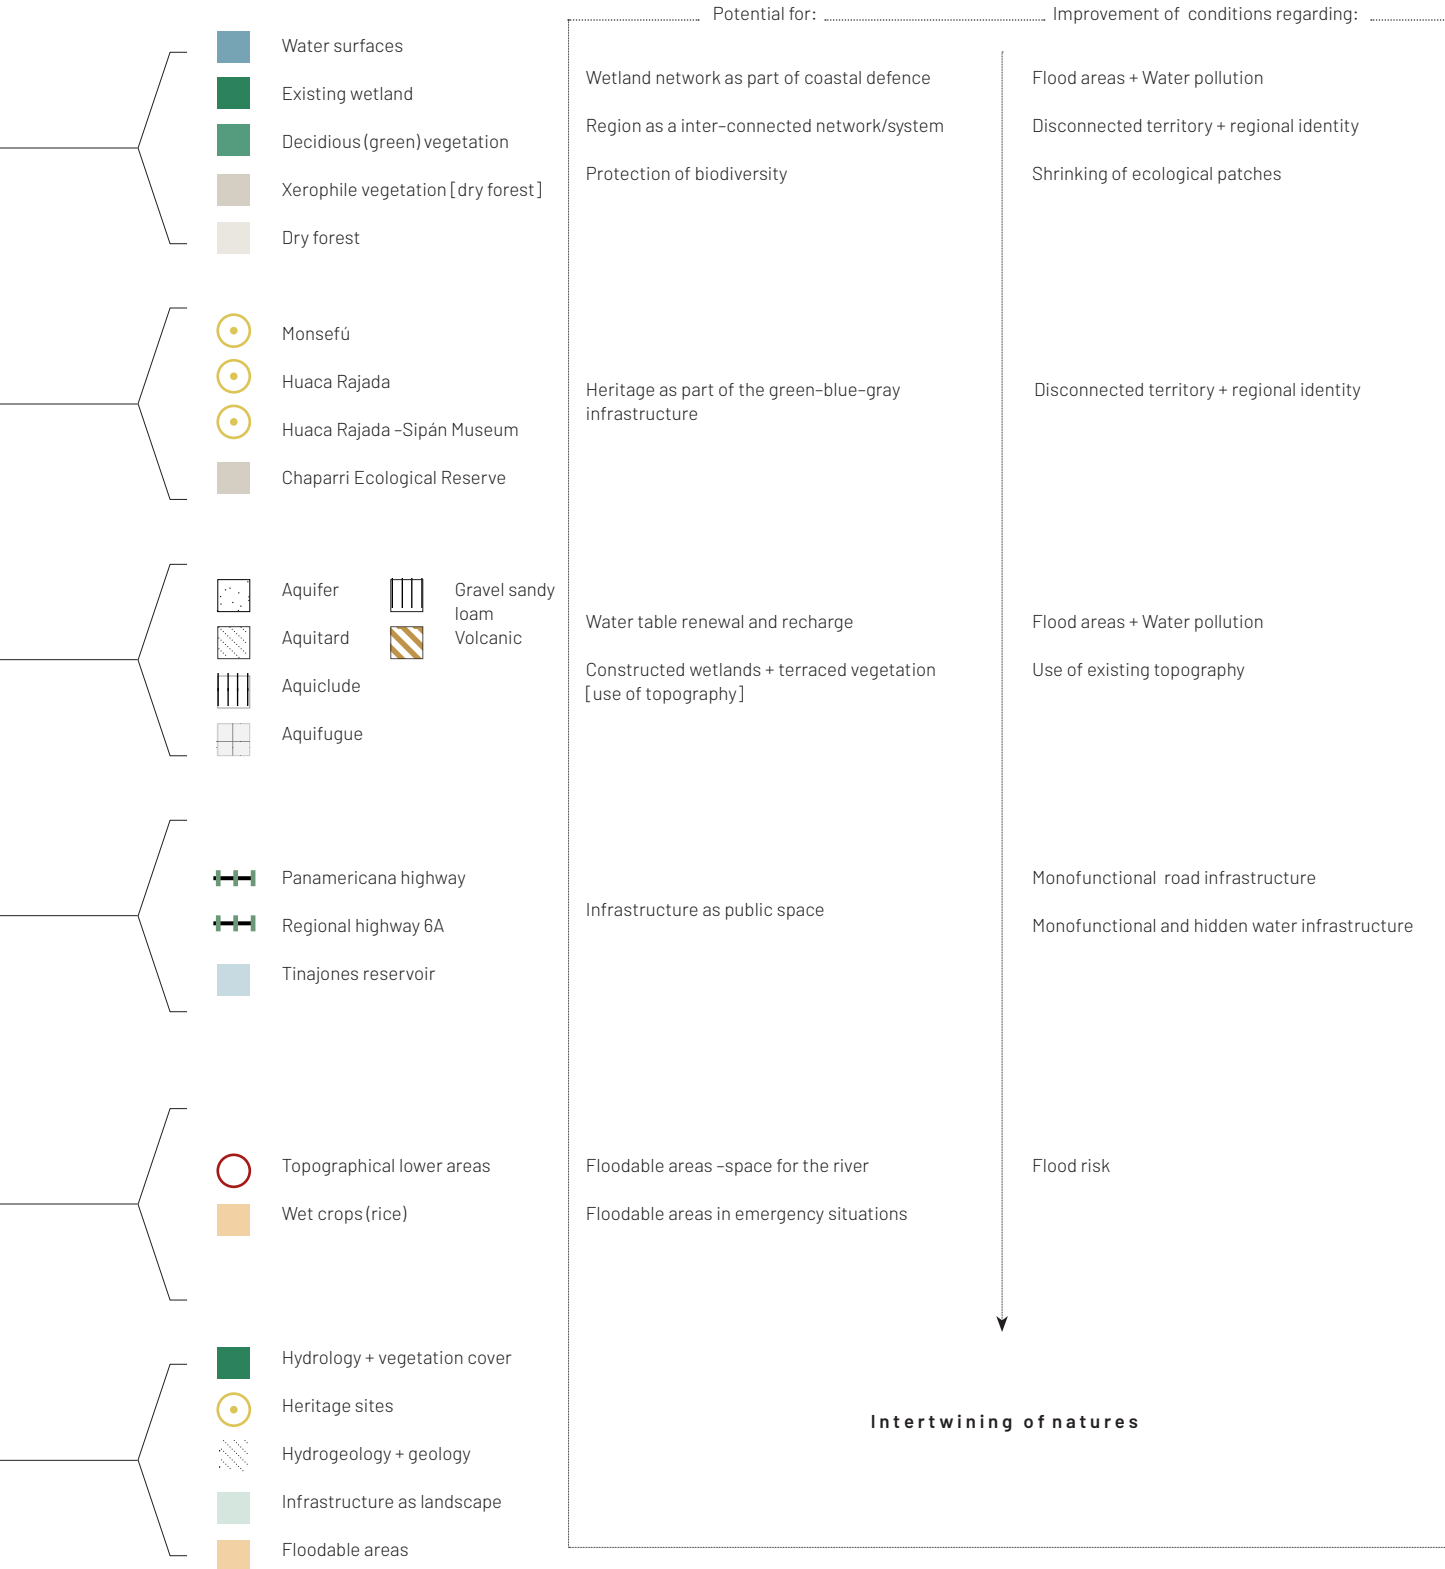 Potential for:
Improvement of conditions regarding:
Water surfaces
Existing wetland
Decidious (green) vegetation
Xerophile vegetation [dry forest]
Dry forest
Wetland network as part of coastal defence
Region as a inter-connected network/system
Protection of biodiversity
Flood areas + Water pollution
Disconnected territory + regional identity
Shrinking of ecological patches
Monsefú
Huaca Rajada
Huaca Rajada -Sipán Museum
Chaparri Ecological Reserve
Heritage as part of the green-blue-gray
infrastructure
Disconnected territory + regional identity
Aquifer
Aquitard
Aquiclude
Aquifugue
Gravel sandy
loam
Volcanic
Water table renewal and recharge
Constructed wetlands + terraced vegetation
[use of topography]
Flood areas + Water pollution
Use of existing topography
Panamericana highway
Regional highway 6A
Tinajones reservoir
Infrastructure as public space
Monofunctional road infrastructure
Monofunctional and hidden water infrastructure
Topographical lower areas
Wet crops (rice)
Floodable areas -space for the river
Floodable areas in emergency situations
Flood risk
Hydrology + vegetation cover
Heritage sites
Hydrogeology + geology
Infrastructure as landscape
Floodable areas
Intertwining of natures